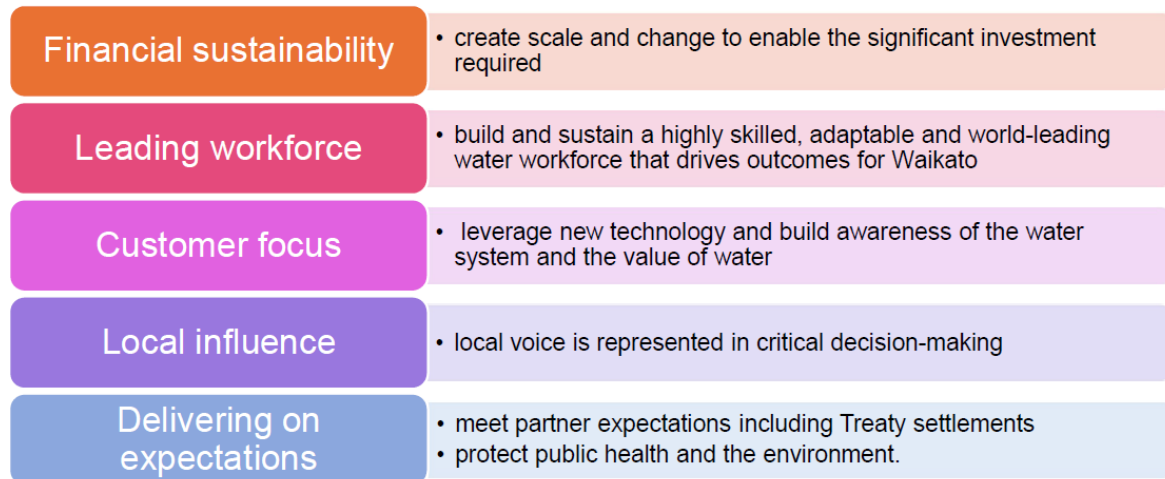 Financial sustainability
• create scale and change to enable the significant investment
required
Leading workforce
• build and sustain a highly skilled, adaptable and world-leading
water workforce that drives outcomes for Waikato
Customer focus
• leverage new technology and build awareness of the water
system and the value of water
Local influence
• local voice is represented in critical decision-making
Delivering on
expectations
• meet partner expectations including Treaty settlements
• protect public health and the environment.